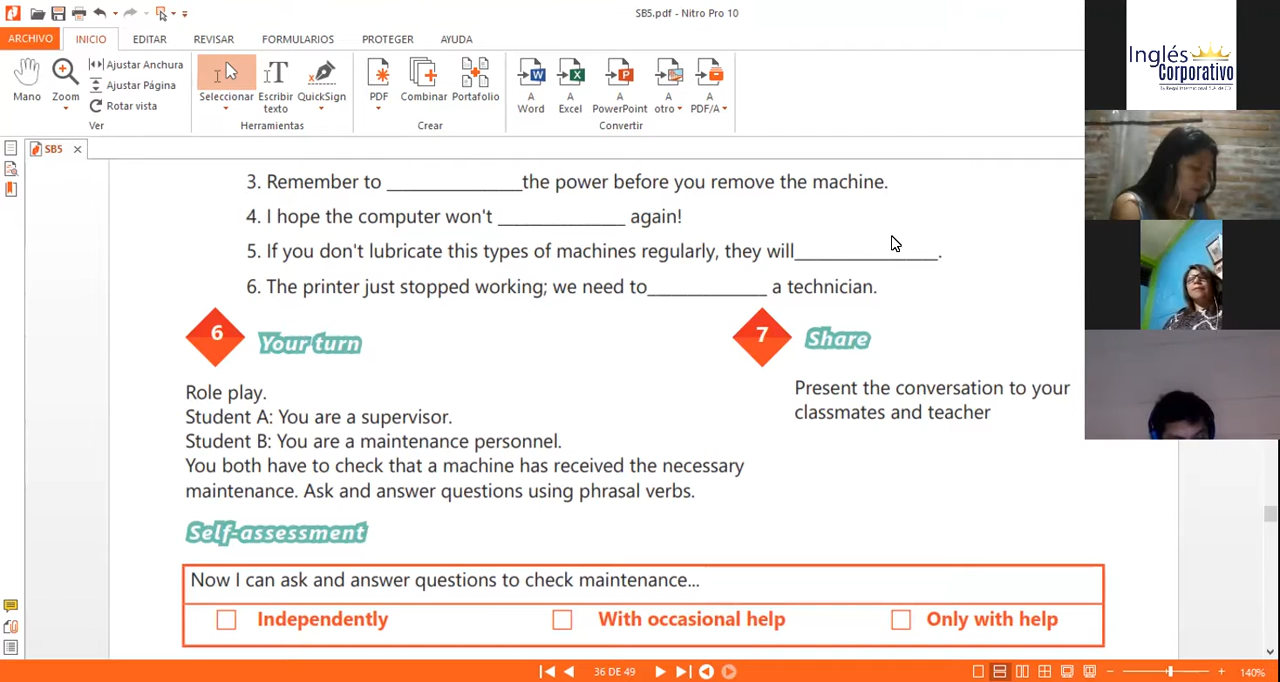 SB5.pdf - Nitro Pro 10
ARCHIVO INICIO EDITAR REVISAR FORMULARIOS PROTEGER AYUDA
Mano
Zoom
Ajustar Anchura
Ajustar Página
Rotar vista
Ver
Seleccionar
Escribir texto
QuickSign
Herramientas
PDF
Combinar
Portafolio
Crear
A Word
A Excel
A PowerPoint
A otro
A PDF/A
Convertir
SB5
3. Remember to ______________the power before you remove the machine.
4. I hope the computer won't _____________ again!
5. If you don't lubricate this types of machines regularly, they will_______________.
6. The printer just stopped working; we need to____________ a technician.
6 Your turn
Role play.
Student A: You are a supervisor.
Student B: You are a maintenance personnel.
You both have to check that a machine has received the necessary
maintenance. Ask and answer questions using phrasal verbs.
7 Share
Present the conversation to your
classmates and teacher
Self-assessment
Now I can ask and answer questions to check maintenance...
Independently With occasional help Only with help
36 DE 49
140%
Inglés
Corporativo